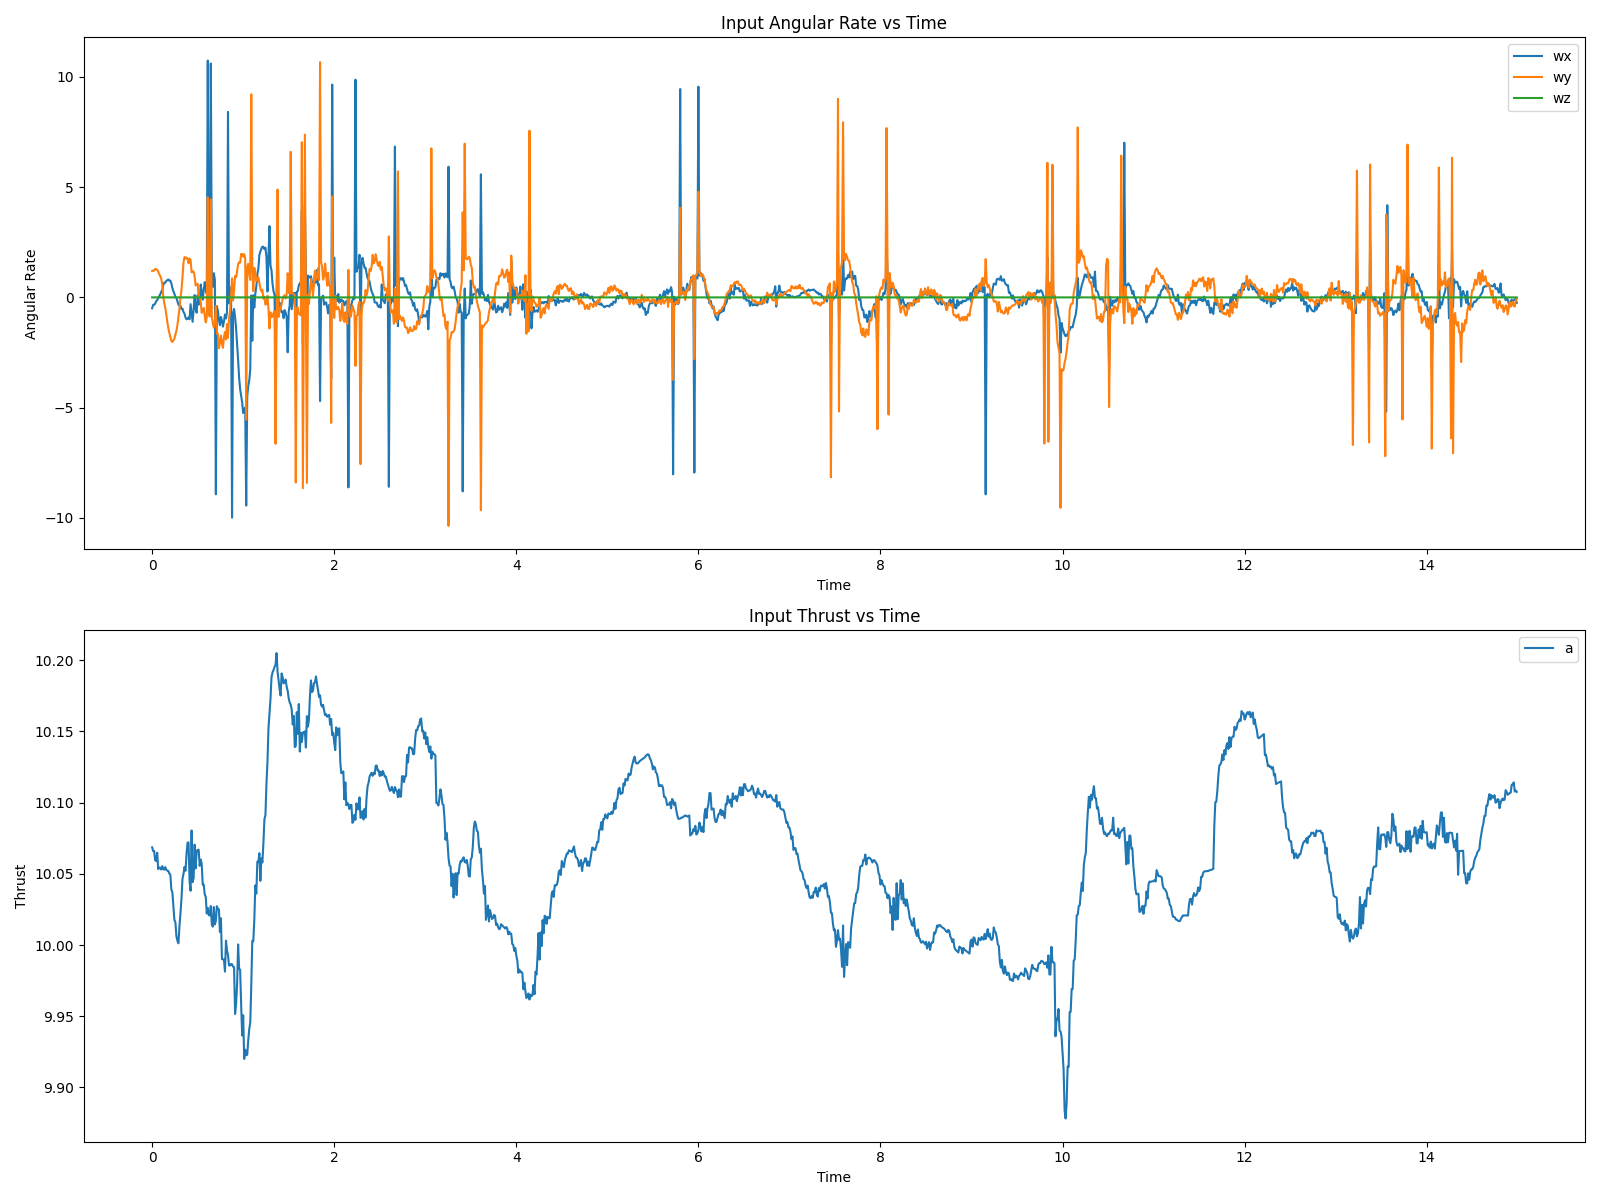 Input Angular Rate vs Time
Angular Rate
10
5
0
−5
−10
wx
wy
wz
0 2 4 6 8 10 12 14
Time
Input Thrust vs Time
Thrust
10.20
10.15
10.10
10.05
10.00
9.95
9.90
a
0 2 4 6 8 10 12 14
Time